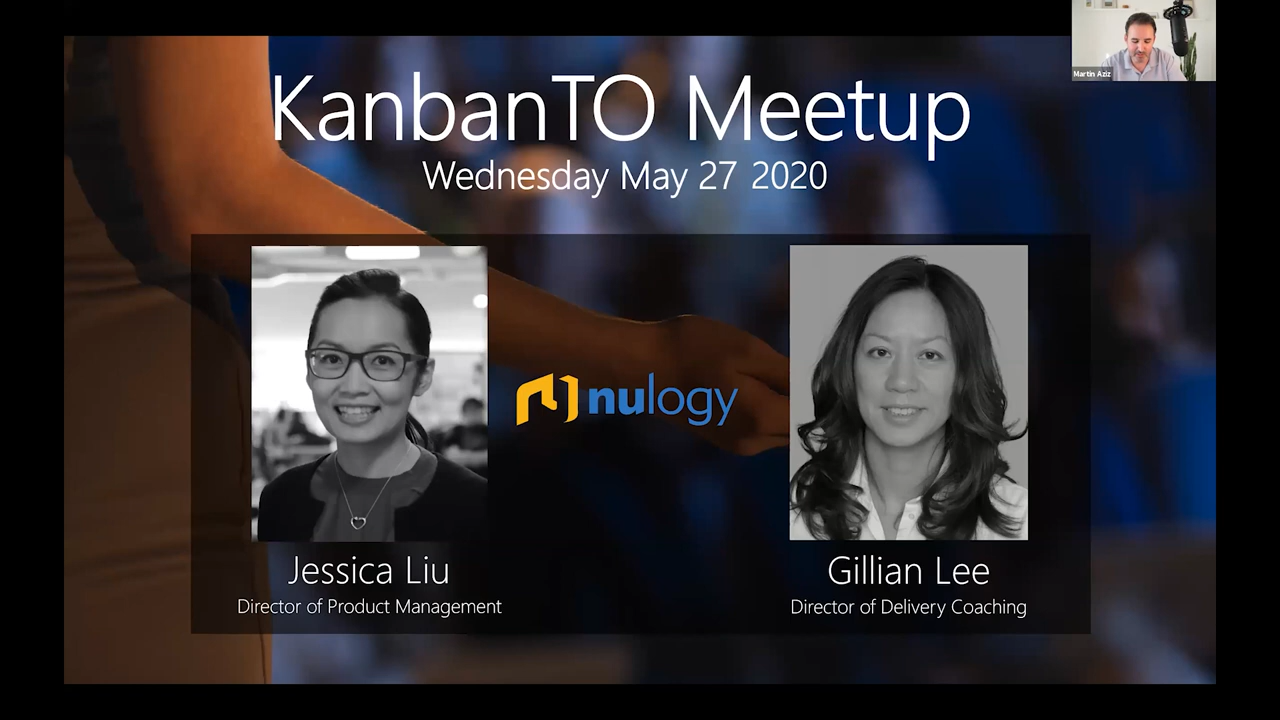 KanbanTO Meetup
Wednesday May 27 2020
Martin Aziz
nulogy
Jessica Liu
Director of Product Management
Gillian Lee
Director of Delivery Coaching